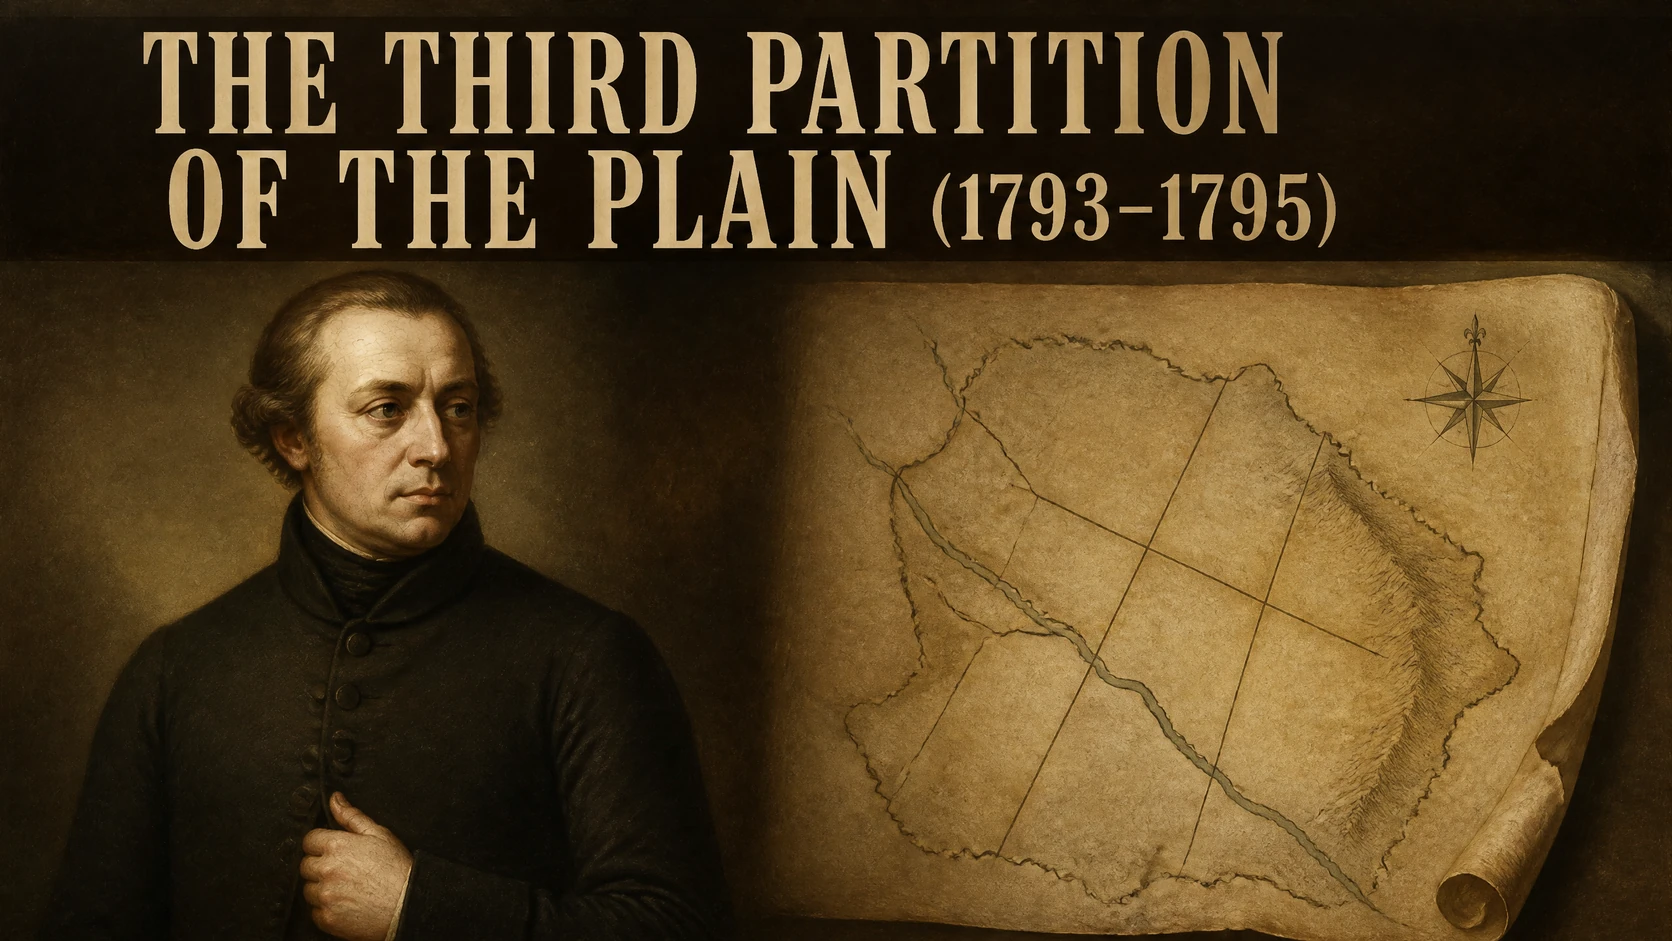 THE THIRD PARTITION
OF THE PLAIN (1793–1795)